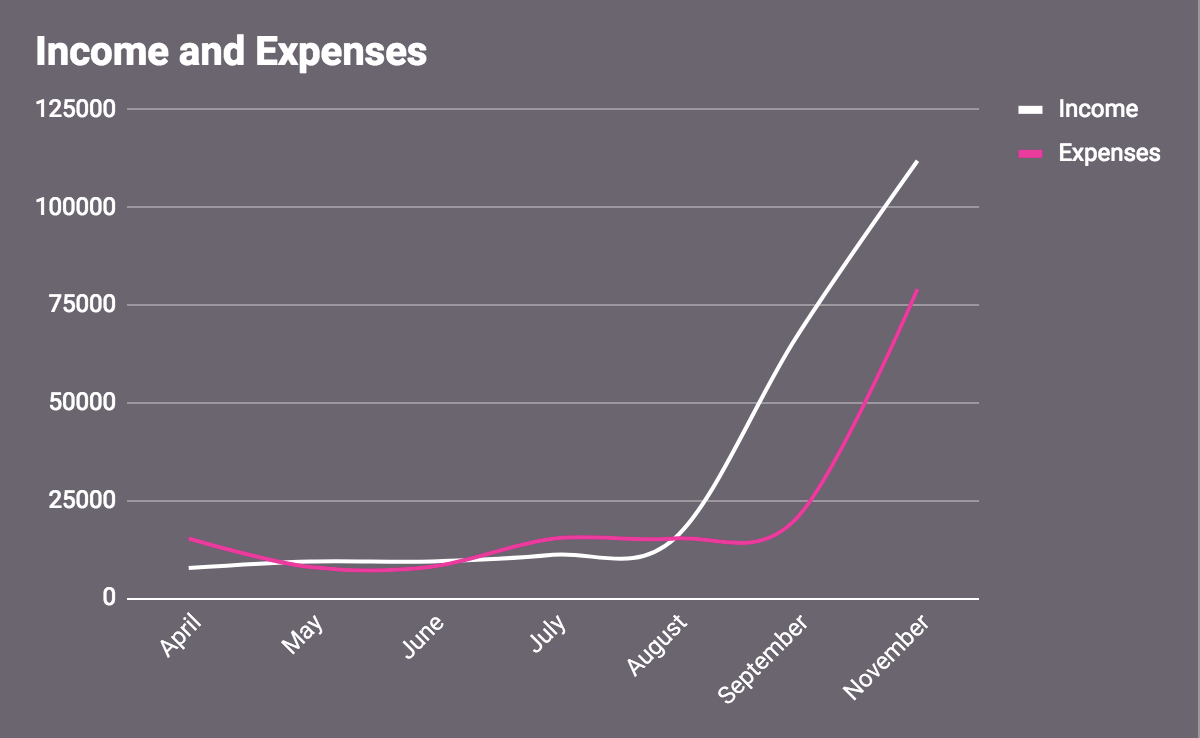 Income and Expenses
125000
100000
75000
50000
25000
0
April
May
June
July
August
September
November
Income
Expenses